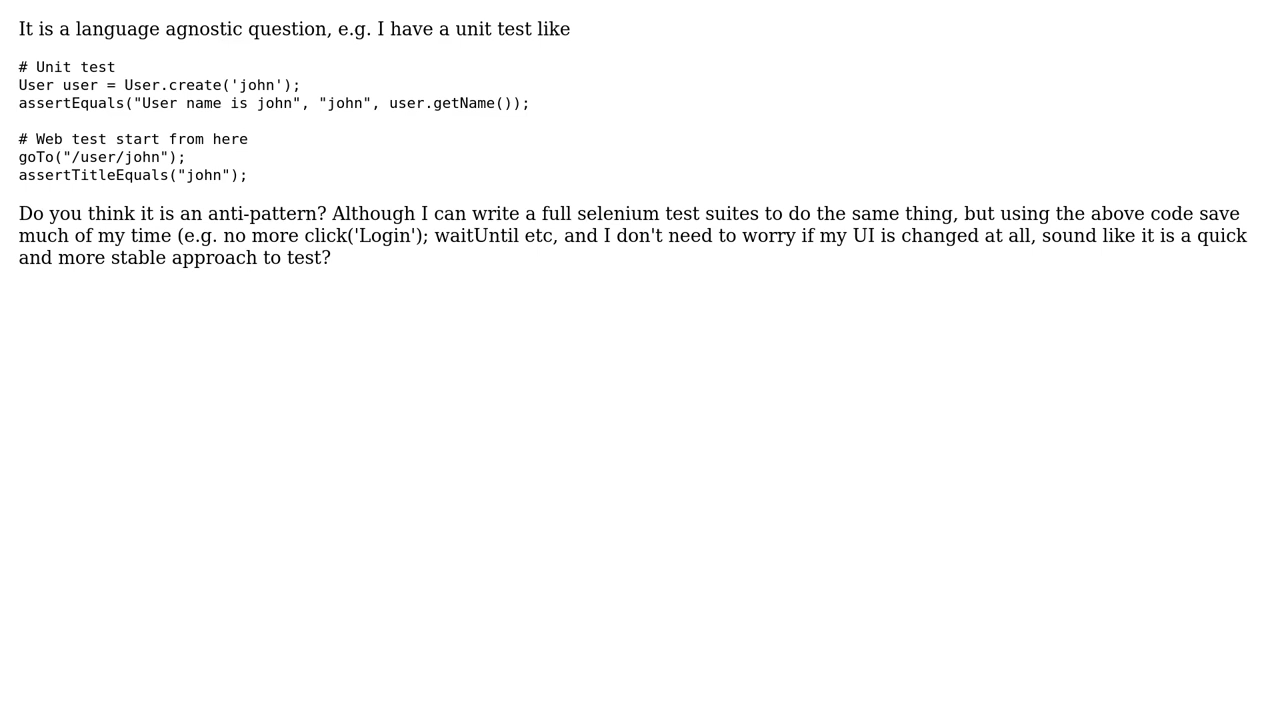 It is a language agnostic question, e.g. I have a unit test like
# Unit test
User user = User.create('john');
assertEquals("User name is john", "john", user.getName());
# Web test start from here
goTo("/user/john");
assertTitleEquals("john");
Do you think it is an anti-pattern? Although I can write a full selenium test suites to do the same thing, but using the above code save
much of my time (e.g. no more click('Login'); waitUntil etc, and I don't need to worry if my UI is changed at all, sound like it is a quick
and more stable approach to test?